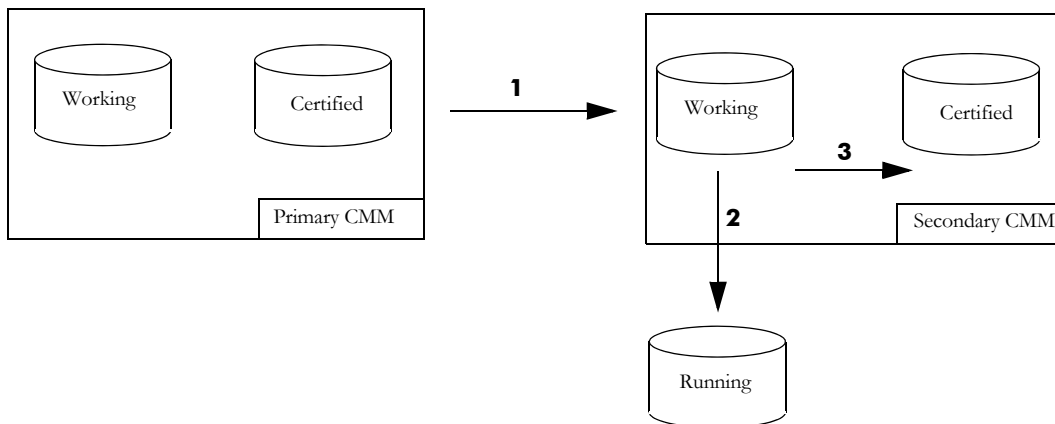 Working
Certified
1
Working
Certified
3
Primary CMM
2
Secondary CMM
Running